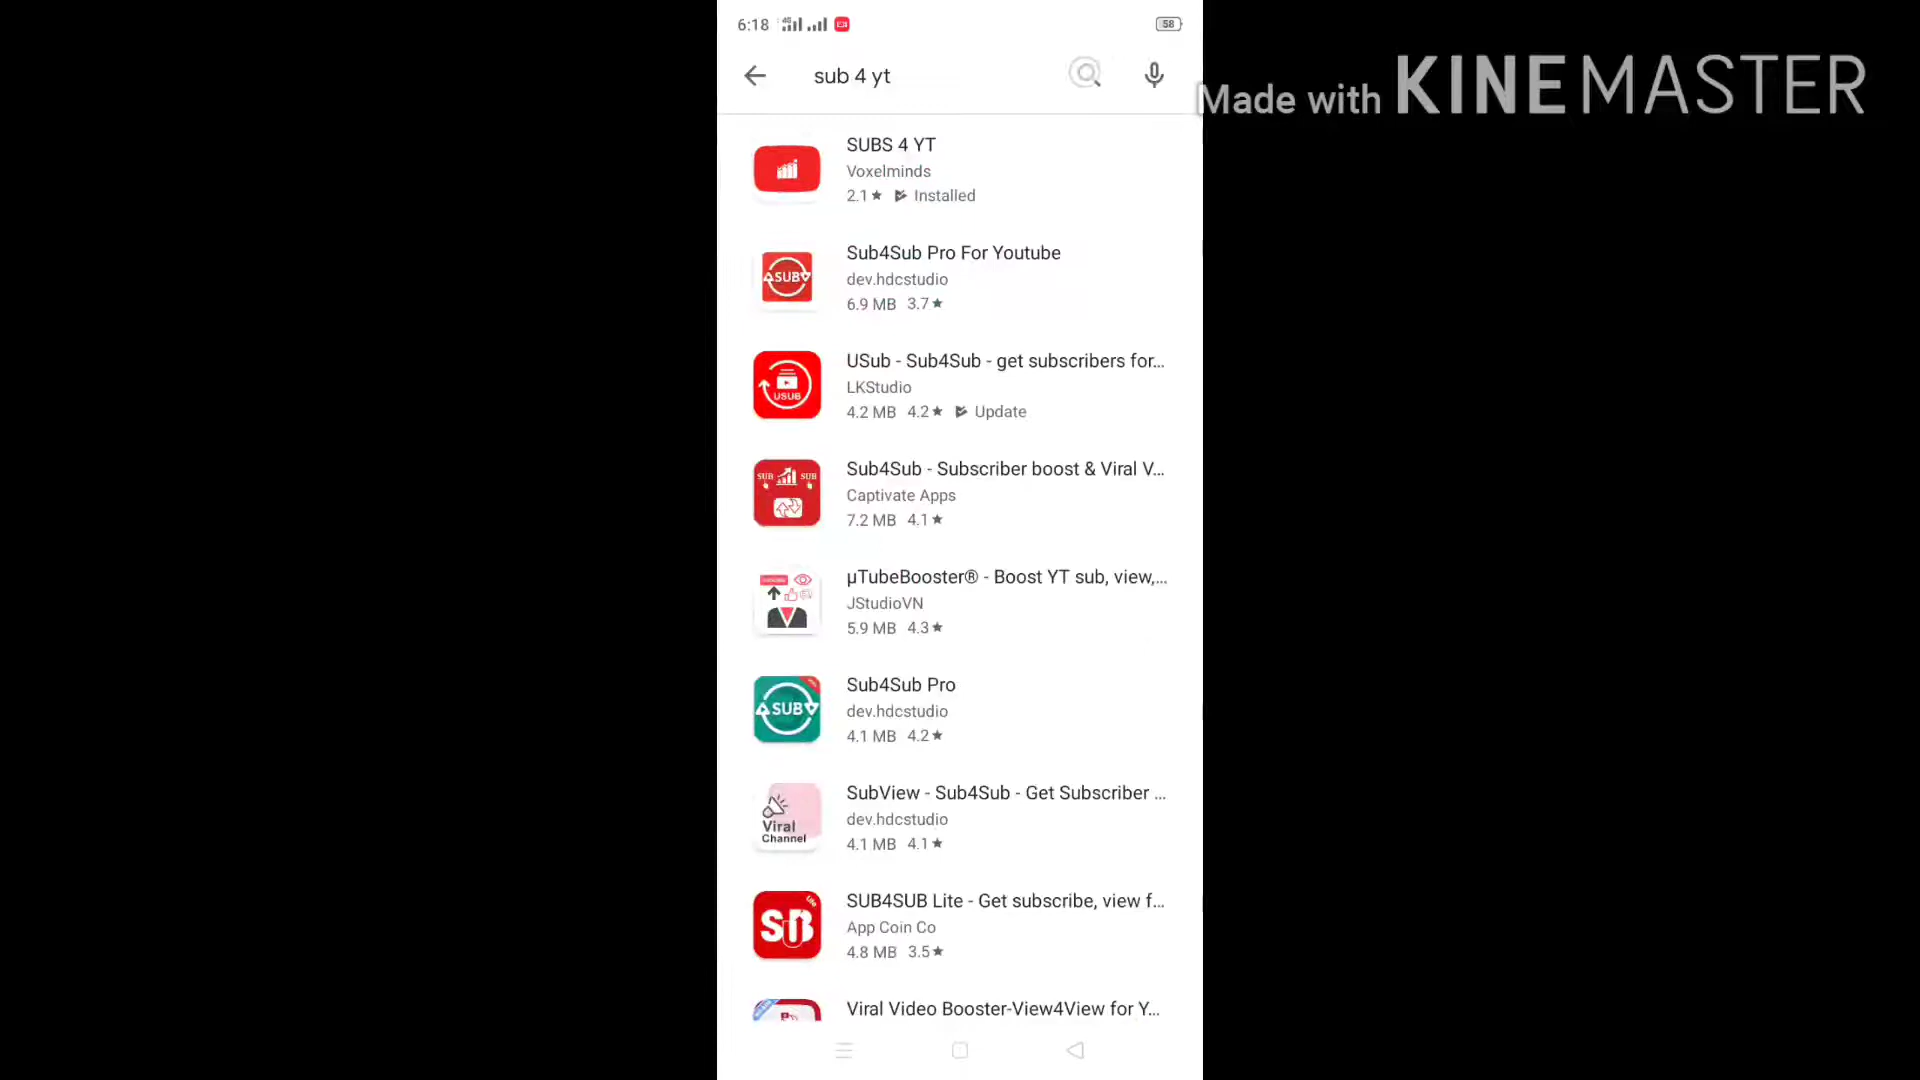 6:18 4G 58
sub 4 yt
Made with KINEMASTER
SUBS 4 YT
Voxelminds
2.1★ Installed
SUB
Sub4Sub Pro For Youtube
dev.hdcstudio
6.9 MB 3.7★
USUB
USub - Sub4Sub - get subscribers for...
LKStudio
4.2 MB 4.2★ Update
SUB SUB
Sub4Sub - Subscriber boost & Viral V...
Captivate Apps
7.2 MB 4.1★
µTubeBooster® - Boost YT sub, view,...
JStudioVN
5.9 MB 4.3★
SUB
Sub4Sub Pro
dev.hdcstudio
4.1 MB 4.2★
Viral
Channel
SubView - Sub4Sub - Get Subscriber ...
dev.hdcstudio
4.1 MB 4.1★
SUB Lite
SUB4SUB Lite - Get subscribe, view f...
App Coin Co
4.8 MB 3.5★
Viral Video Booster-View4View for Y...